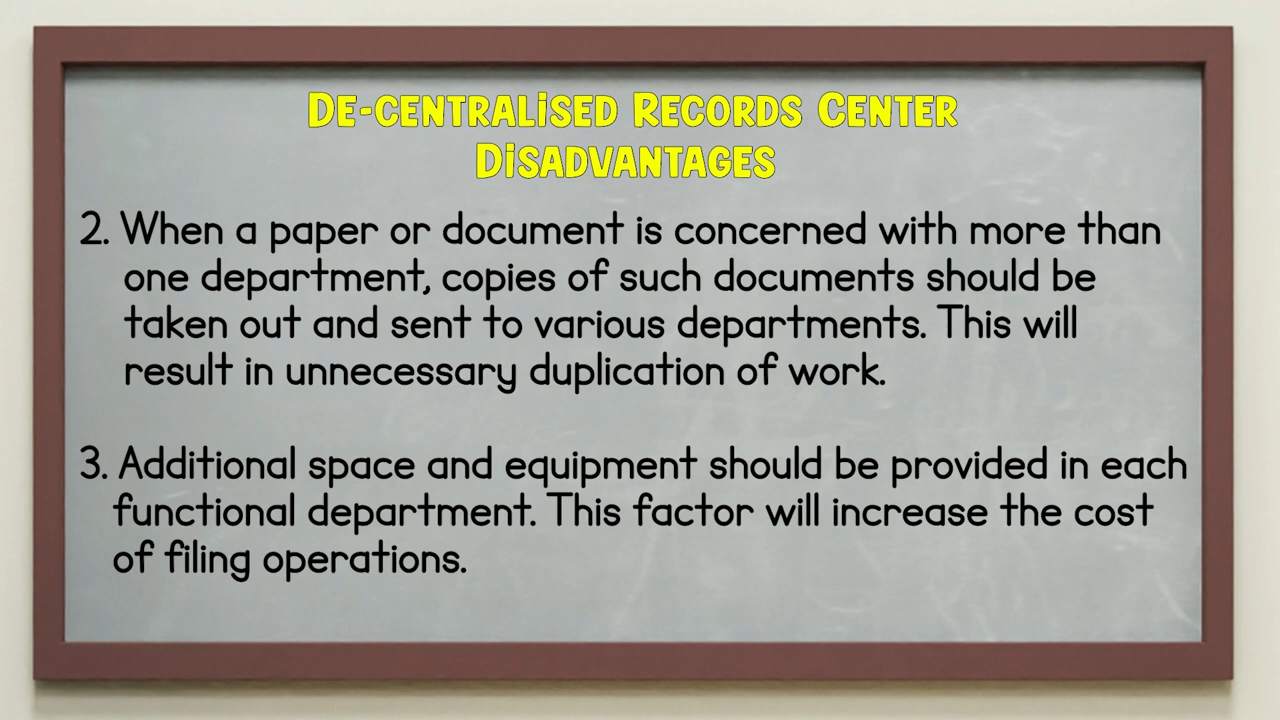 De-centralised Records Center
Disadvantages
2. When a paper or document is concerned with more than
one department, copies of such documents should be
taken out and sent to various departments. This will
result in unnecessary duplication of work.
3. Additional space and equipment should be provided in each
functional department. This factor will increase the cost
of filing operations.